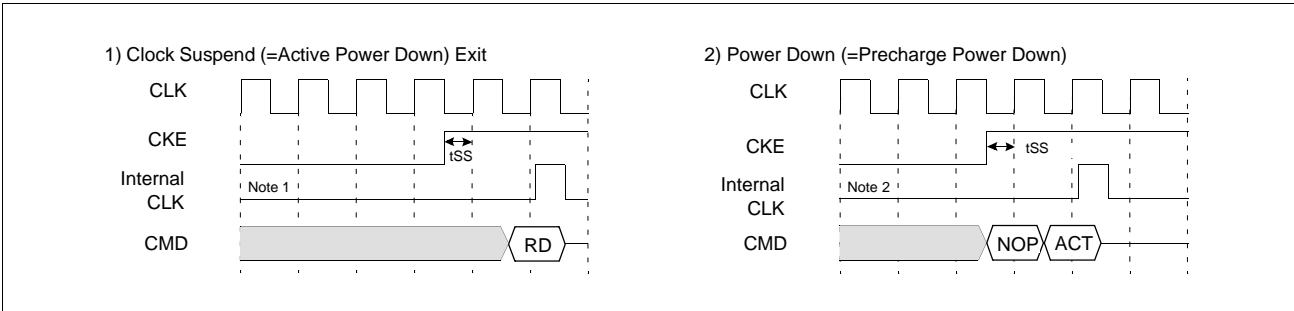 1) Clock Suspend (=Active Power Down) Exit
CLK
CKE
tSS
Internal
CLK
Note 1
CMD
RD
2) Power Down (=Precharge Power Down)
CLK
CKE
tSS
Internal
CLK
Note 2
CMD
NOP
ACT